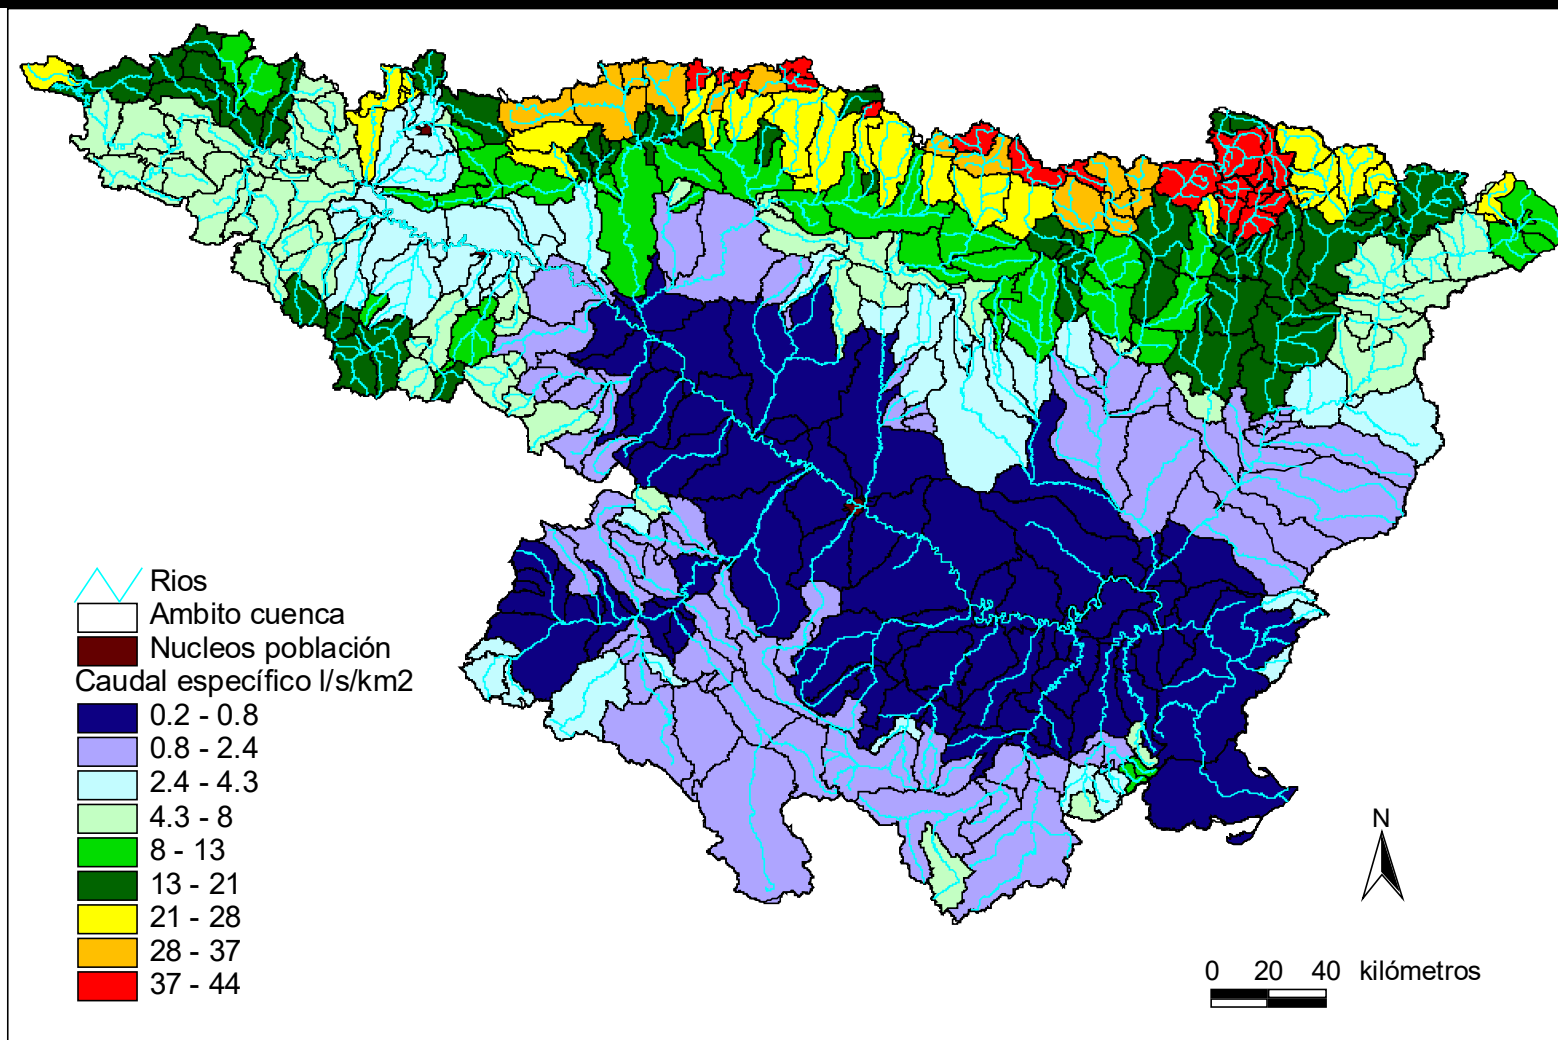 Rios
Ambito cuenca
Nucleos población
Caudal específico l/s/km2
0.2 - 0.8
0.8 - 2.4
2.4 - 4.3
4.3 - 8
8 - 13
13 - 21
21 - 28
28 - 37
37 - 44
N
0 20 40 kilómetros